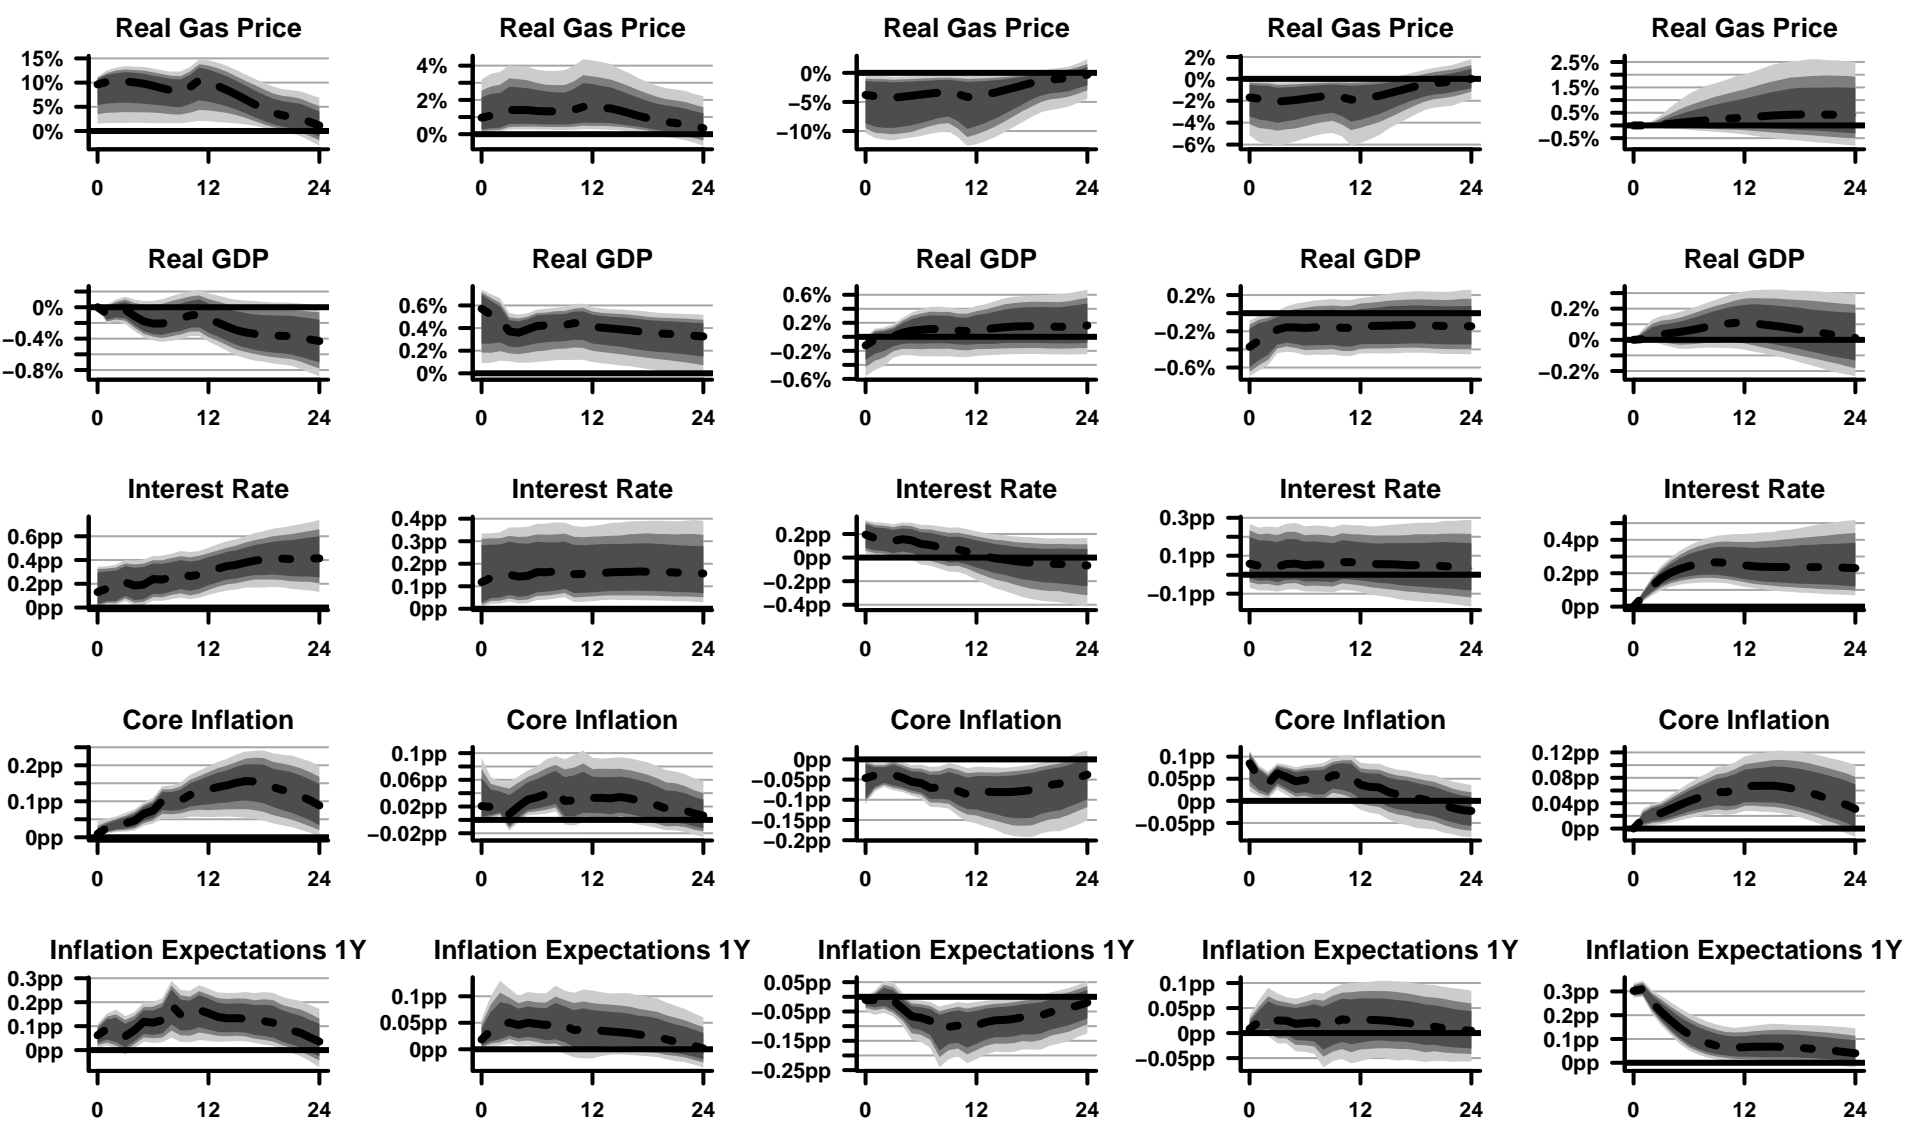 Real Gas Price
15%
10%
5%
0%
0 12 24
Real Gas Price
4%
2%
0%
0 12 24
Real Gas Price
0%
−5%
−10%
0 12 24
Real Gas Price
2%
0%
−2%
−4%
−6%
0 12 24
Real Gas Price
2.5%
1.5%
0.5%
−0.5%
0 12 24
Real GDP
0%
−0.4%
−0.8%
0 12 24
Real GDP
0.6%
0.4%
0.2%
0%
0 12 24
Real GDP
0.6%
0.2%
−0.2%
−0.6%
0 12 24
Real GDP
0.2%
−0.2%
−0.6%
0 12 24
Real GDP
0.2%
0%
−0.2%
0 12 24
Interest Rate
0.6pp
0.4pp
0.2pp
0pp
0 12 24
Interest Rate
0.4pp
0.3pp
0.2pp
0.1pp
0pp
0 12 24
Interest Rate
0.2pp
0pp
−0.2pp
−0.4pp
0 12 24
Interest Rate
0.3pp
0.1pp
−0.1pp
0 12 24
Interest Rate
0.4pp
0.2pp
0pp
0 12 24
Core Inflation
0.2pp
0.1pp
0pp
0 12 24
Core Inflation
0.1pp
0.06pp
0.02pp
−0.02pp
0 12 24
Core Inflation
0pp
−0.05pp
−0.1pp
−0.15pp
−0.2pp
0 12 24
Core Inflation
0.1pp
0.05pp
0pp
−0.05pp
0 12 24
Core Inflation
0.12pp
0.08pp
0.04pp
0pp
0 12 24
Inflation Expectations 1Y
0.3pp
0.2pp
0.1pp
0pp
0 12 24
Inflation Expectations 1Y
0.1pp
0.05pp
0pp
0 12 24
Inflation Expectations 1Y
0.05pp
−0.05pp
−0.15pp
−0.25pp
0 12 24
Inflation Expectations 1Y
0.1pp
0.05pp
0pp
−0.05pp
0 12 24
Inflation Expectations 1Y
0.3pp
0.2pp
0.1pp
0pp
0 12 24